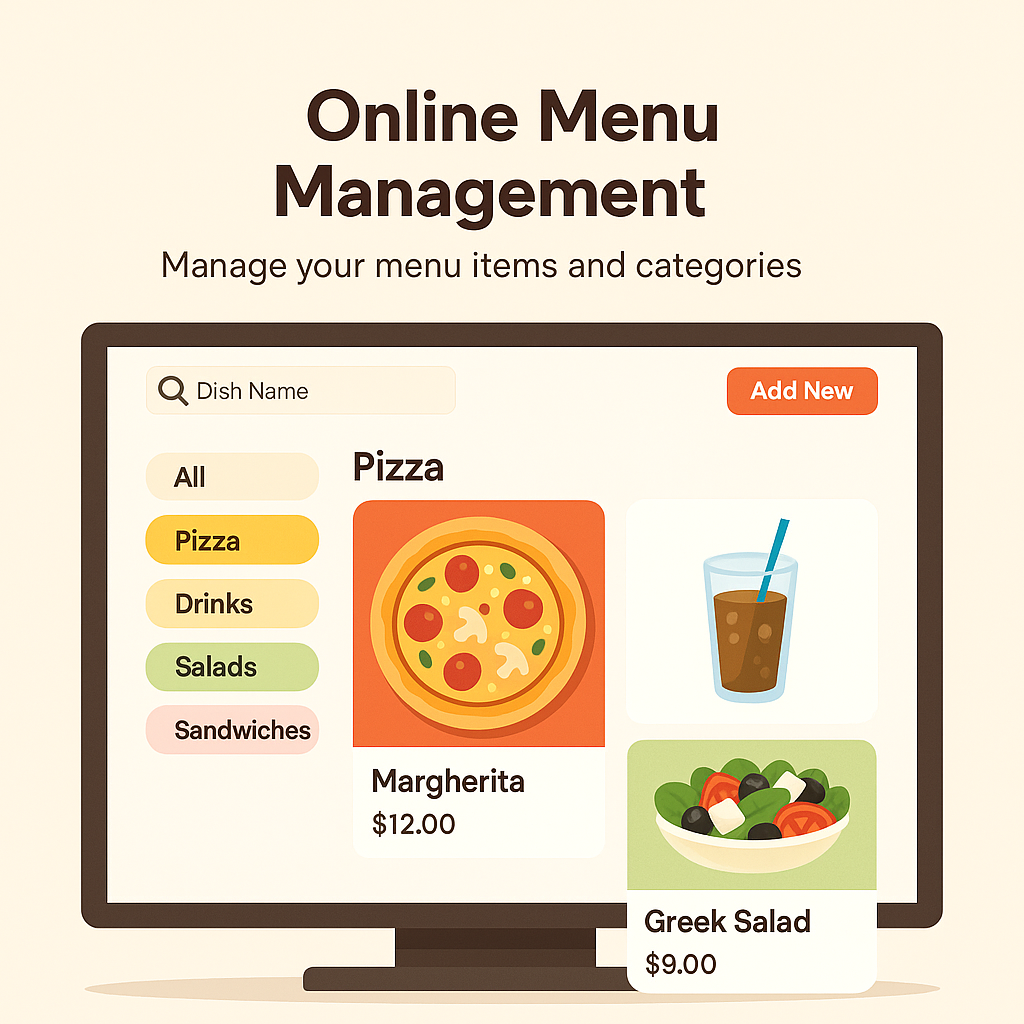 Online Menu
Management
Manage your menu items and categories
Dish Name
Add New
All
Pizza
Drinks
Salads
Sandwiches
Pizza
Margherita
$12.00
Greek Salad
$9.00